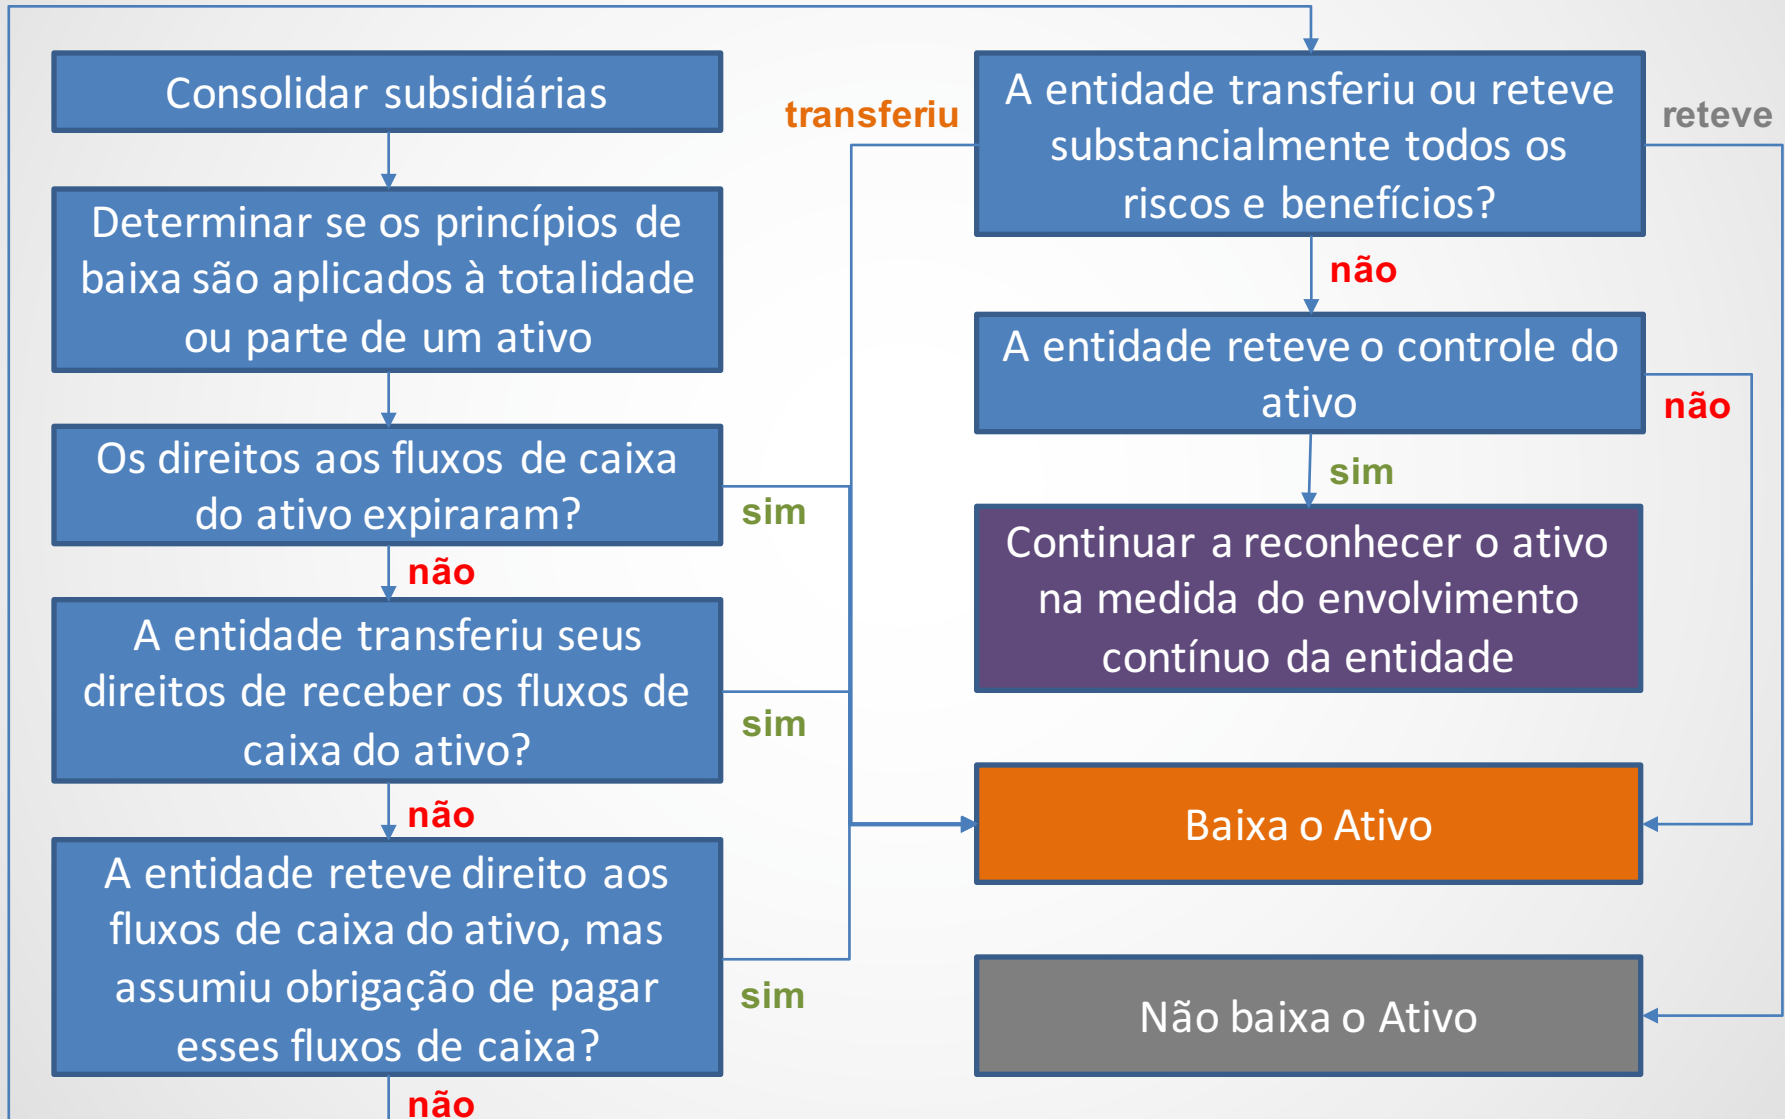 Consolidar subsidiárias
Determinar se os princípios de
baixa são aplicados à totalidade
ou parte de um ativo
Os direitos aos fluxos de caixa
do ativo expiraram?
sim
não
A entidade transferiu seus
direitos de receber os fluxos de
caixa do ativo?
sim
não
A entidade reteve direito aos
fluxos de caixa do ativo, mas
assumiu obrigação de pagar
esses fluxos de caixa?
sim
não
transferiu
A entidade transferiu ou reteve
substancialmente todos os
riscos e benefícios?
reteve
não
A entidade reteve o controle do
ativo
não
sim
Continuar a reconhecer o ativo
na medida do envolvimento
contínuo da entidade
Baixa o Ativo
Não baixa o Ativo